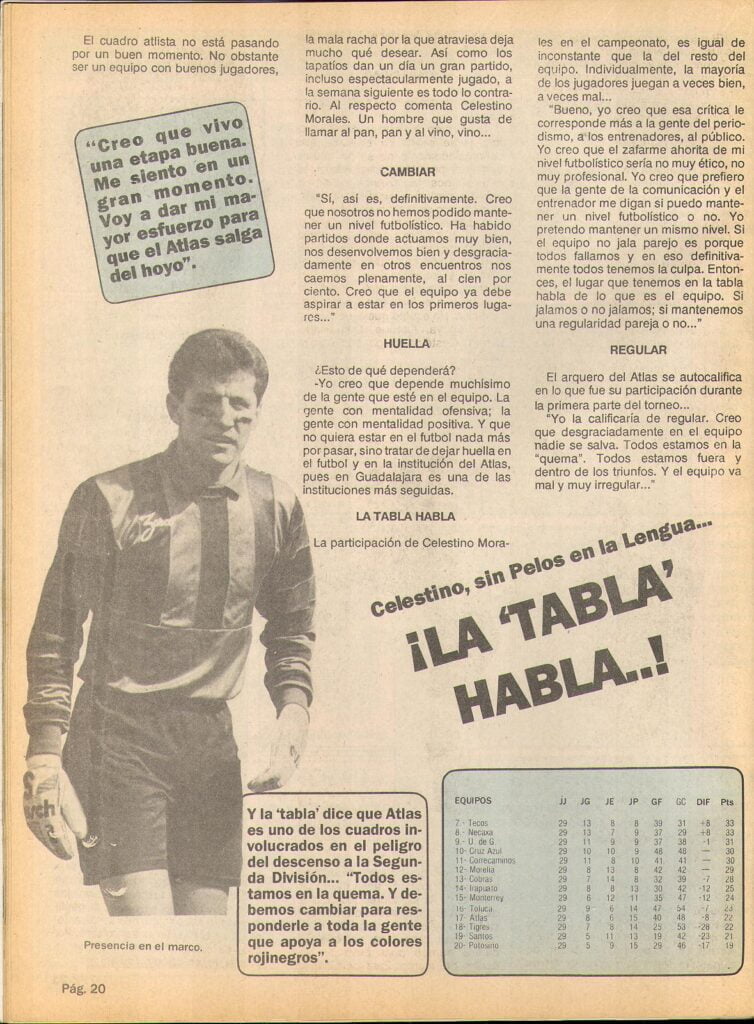 El cuadro atlista no está pasando
por un buen momento. No obstante
ser un equipo con buenos jugadores,
“Creo que vivo
una etapa buena.
Me siento en un
gran momento.
Voy a dar mi ma-
yor esfuerzo para
que el Atlas salga
del hoyo”.
la mala racha por la que atraviesa deja
mucho qué desear. Así como los
tapatíos dan un día un gran partido,
incluso espectacularmente jugado, a
la semana siguiente es todo lo contra-
rio. Al respecto comenta Celestino
Morales. Un hombre que gusta de
llamar al pan, pan y al vino, vino...
CAMBIAR
“Sí, así es, definitivamente. Creo
que nosotros no hemos podido mante-
ner un nivel futbolístico. Ha habido
partidos donde actuamos muy bien,
nos desenvolvemos bien y desgracia-
damente en otros encuentros nos
caemos plenamente, al cien por
ciento. Creo que el equipo ya debe
aspirar a estar en los primeros luga-
res...”
HUELLA
¿Esto de qué dependerá?
-Yo creo que depende muchísimo
de la gente que esté en el equipo. La
gente con mentalidad ofensiva; la
gente con mentalidad positiva. Y que
no quiera estar en el futbol nada más
por pasar, sino tratar de dejar huella en
el futbol y en la institución del Atlas,
pues en Guadalajara es una de las
instituciones más seguidas.
LA TABLA HABLA
La participación de Celestino Mora-
les en el campeonato, es igual de
inconstante que la del resto del
equipo. Individualmente, la mayoría
de los jugadores juegan a veces bien,
a veces mal...
“Bueno, yo creo que esa crítica le
corresponde más a la gente del perio-
dismo, a los entrenadores, al público.
Yo creo que el zafarme ahorita de mi
nivel futbolístico sería no muy ético, no
muy profesional. Yo creo que prefiero
que la gente de la comunicación y el
entrenador me digan si puedo mante-
ner un nivel futbolístico o no. Yo
pretendo mantener un mismo nivel. Si
el equipo no jala parejo es porque
todos fallamos y en eso definitiva-
mente todos tenemos la culpa. Enton-
ces, el lugar que tenemos en la tabla
habla de lo que es el equipo. Si
jalamos o no jalamos; si mantenemos
una regularidad pareja o no...”
REGULAR
El arquero del Atlas se autocalifica
en lo que fue su participación durante
la primera parte del torneo...
“Yo la calificaría de regular. Creo
que desgraciadamente en el equipo
nadie se salva. Todos estamos en la
“quema”. Todos estamos fuera y
dentro de los triunfos. Y el equipo va
mal y muy irregular...”
Celestino, sin Pelos en la Lengua...
¡LA ‘TABLA’
HABLA..!
Y la ‘tabla’ dice que Atlas
es uno de los cuadros in-
volucrados en el peligro
del descenso a la Segun-
da División... “Todos es-
tamos en la quema. Y de-
bemos cambiar para res-
ponderle a toda la gente
que apoya a los colores
rojinegros”.
EQUIPOS JJ JG JE JP GF GC DIF Pts
7.- Tecos 29 13 8 8 39 31 +8 33
8.- Necaxa 29 13 7 9 37 29 +8 33
9.- U. de G. 29 11 9 9 37 38 -1 31
10- Cruz Azul 29 10 10 9 48 48 — 30
11- Correcaminos 29 11 8 10 41 41 — 30
12- Morelia 29 8 13 8 42 42 — 29
13- Cobras 29 7 14 8 32 39 -7 28
14- Irapuato 29 8 8 13 30 42 -12 25
15- Monterrey 29 6 12 11 35 47 -12 24
16- Toluca 29 9 6 14 47 54 -7 23
17- Atlas 29 8 6 15 40 48 -8 22
18- Tigres 29 7 8 14 25 53 -28 22
19- Santos 29 5 11 13 19 42 -23 21
20- Potosino 29 5 9 15 29 46 -17 19
Presencia en el marco.
Pág. 20